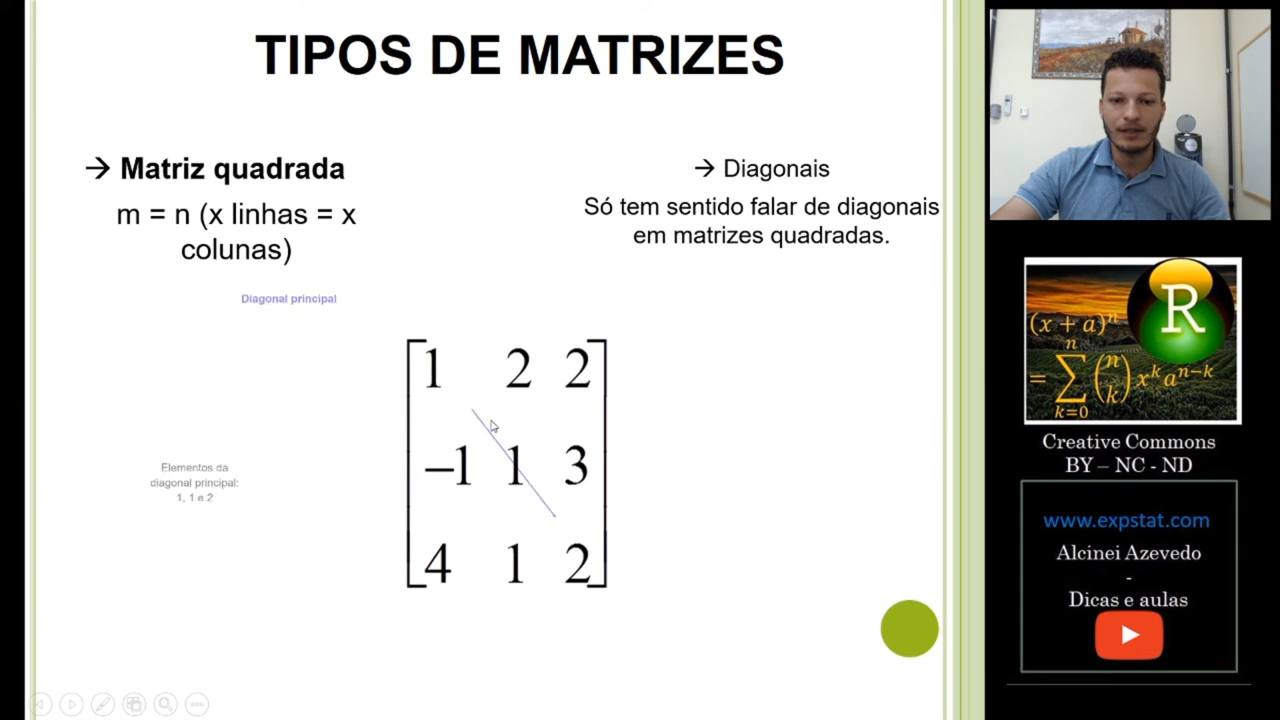 TIPOS DE MATRIZES
→ Matriz quadrada
m = n (x linhas = x
colunas)
→ Diagonais
Só tem sentido falar de diagonais
em matrizes quadradas.
Diagonal principal
1 2 2
–1 1 3
4 1 2
Elementos da
diagonal principal:
1, 1 e 2
R
(x + a)^n
= ∑_{k=0}^{n} (n k) x^k a^{n−k}
Creative Commons
BY – NC - ND
www.expstat.com
Alcinei Azevedo
-
Dicas e aulas